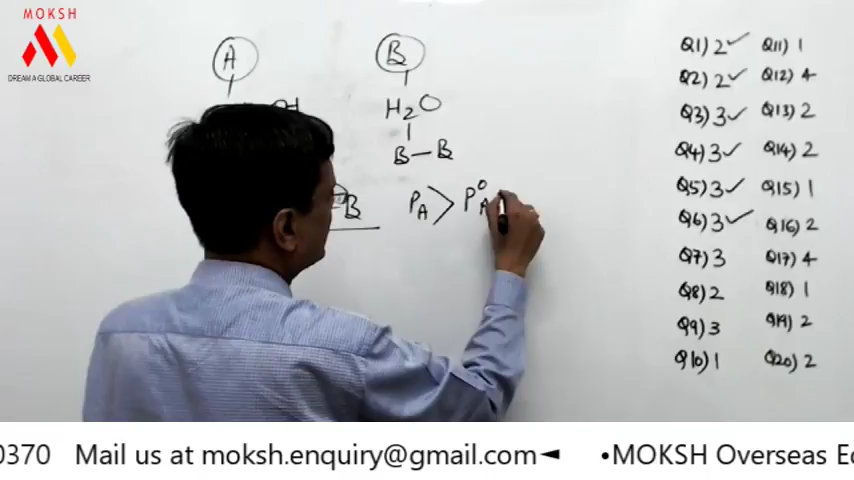 MOKSH
DREAM A GLOBAL CAREER
A
B
H2O
B-B
B
PA > P°A
Q1) 2 ✓
Q2) 2 ✓
Q3) 3 ✓
Q4) 3 ✓
Q5) 3 ✓
Q6) 3 ✓
Q7) 3
Q8) 2
Q9) 3
Q10) 1
Q11) 1
Q12) 4
Q13) 2
Q14) 2
Q15) 1
Q16) 2
Q17) 4
Q18) 1
Q19) 2
Q20) 2
0370 Mail us at moksh.enquiry@gmail.com◄ •MOKSH Overseas Ed